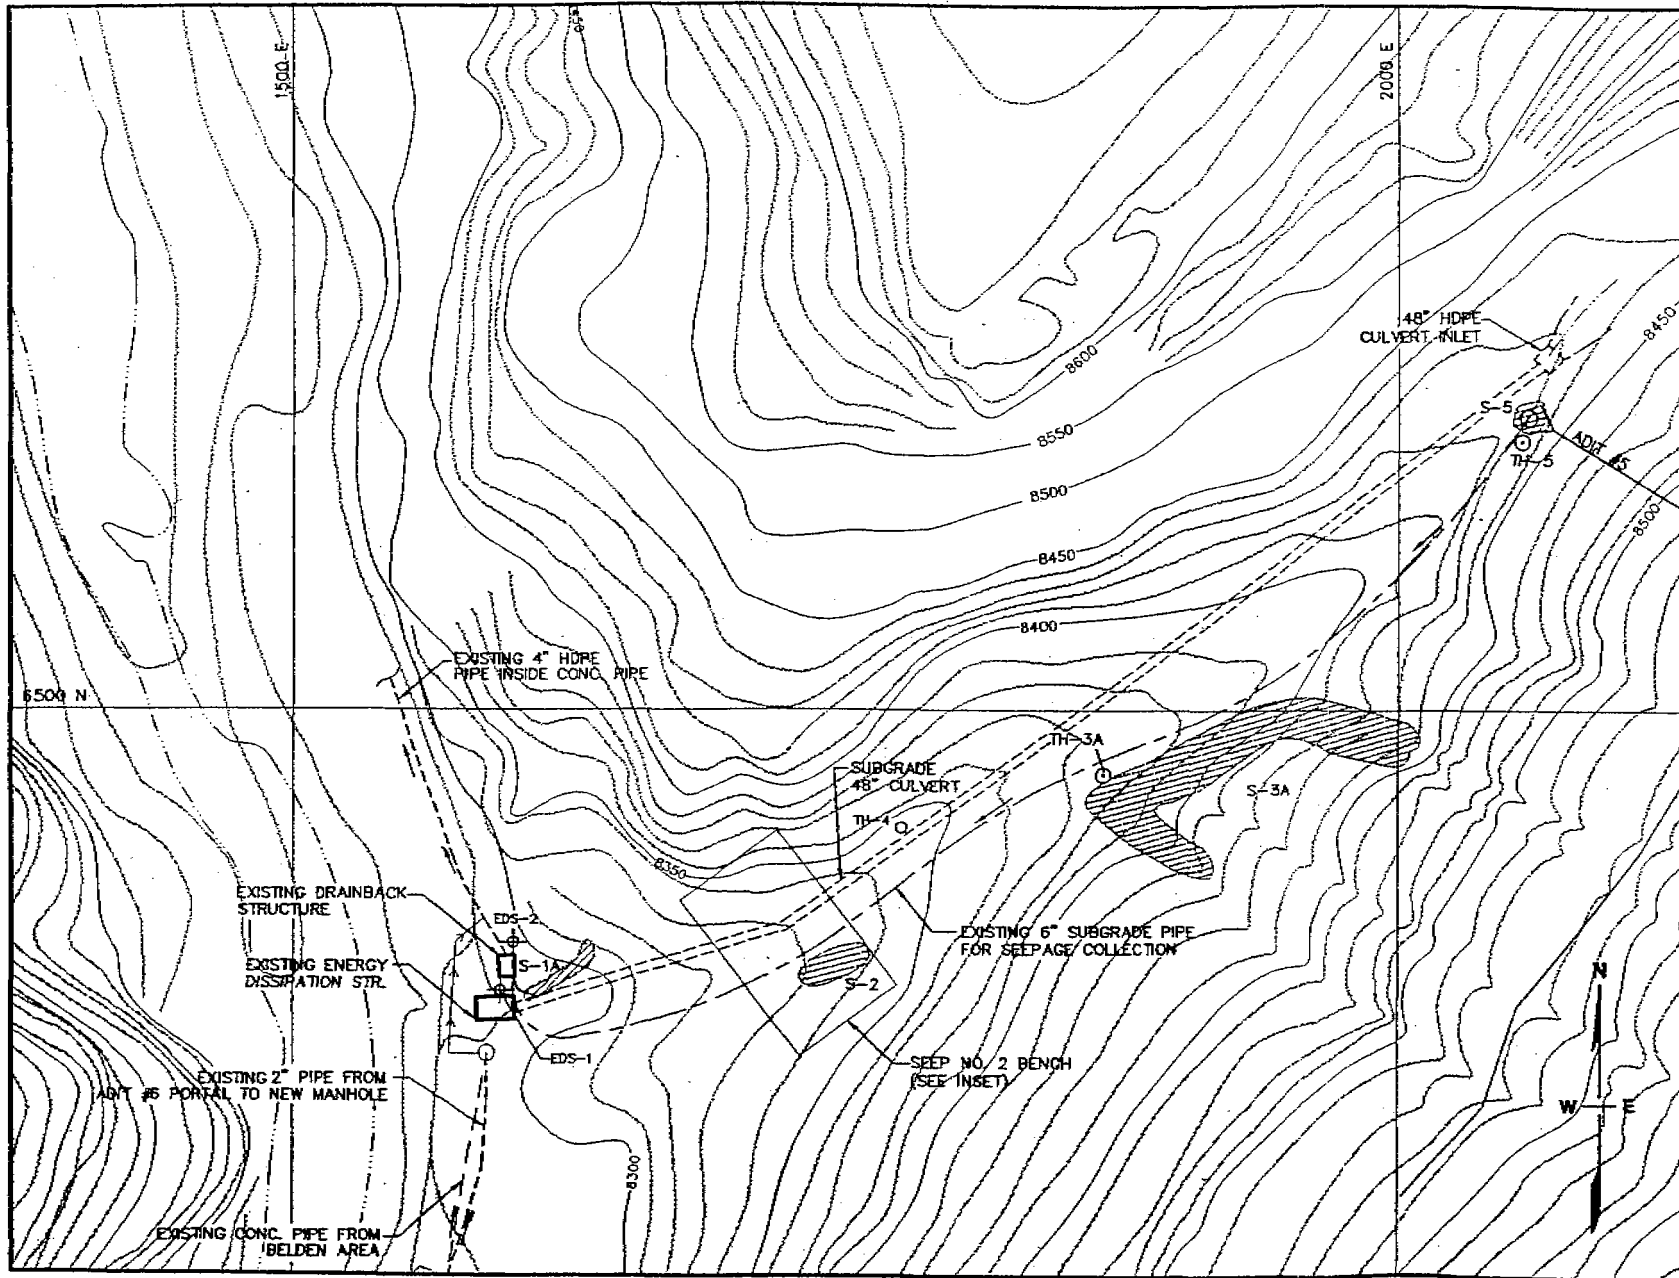 1500 E
50
2000 E
48" HDPE
CULVERT INLET
8450
8600
S-5
ADIT #5
TH-5
8550
8500
8500
8450
8400
EXISTING 4" HDPE
PIPE INSIDE CONC. PIPE
6500 N
TH-3A
SUBGRADE
48" CULVERT
S-3A
TH-4
8350
EXISTING DRAINBACK
STRUCTURE
EDS-2
EXISTING 6" SUBGRADE PIPE
FOR SEEPAGE COLLECTION
S-1A
EXISTING ENERGY
DISSIPATION STR.
S-2
N
EDS-1
SEEP NO. 2 BENCH
(SEE INSET)
EXISTING 2" PIPE FROM
ADIT #6 PORTAL TO NEW MANHOLE
W E
8300
EXISTING CONC. PIPE FROM
BELDEN AREA